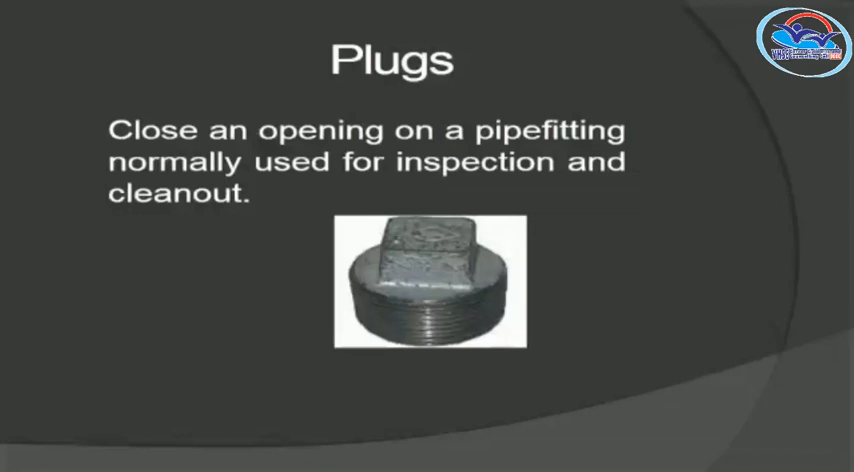 Plugs
Close an opening on a pipefitting
normally used for inspection and
cleanout.